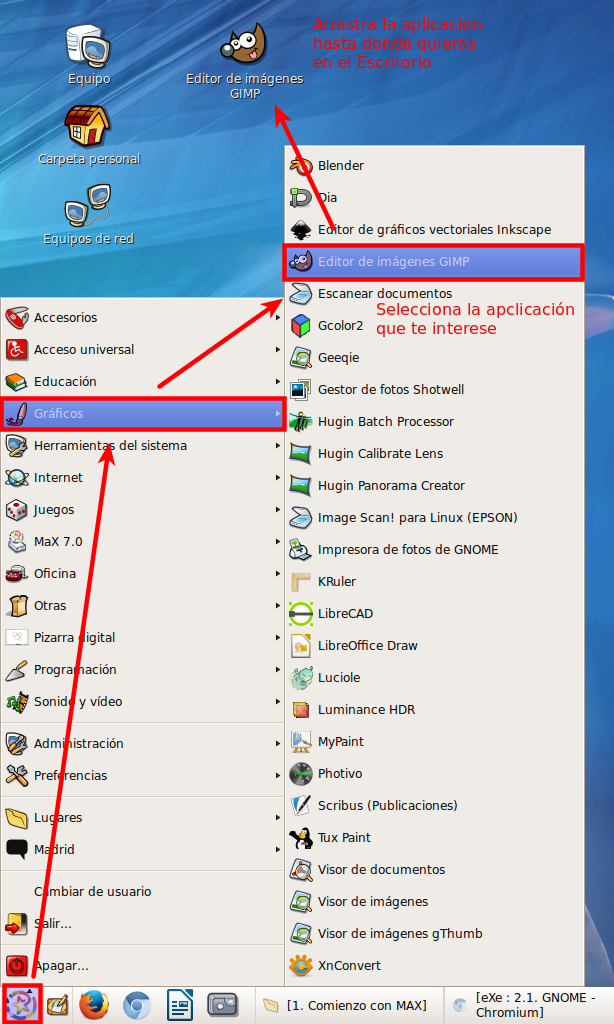 Arrastra la aplicación
hasta donde quieras
en el Escritorio
Equipo
Editor de imágenes
GIMP
Carpeta personal
Equipos de red
Blender
Dia
Editor de gráficos vectoriales Inkscape
Editor de imágenes GIMP
Escanear documentos
Selecciona la apclicación
que te interese
Gcolor2
Geeqie
Gestor de fotos Shotwell
Hugin Batch Processor
Hugin Calibrate Lens
Hugin Panorama Creator
Image Scan! para Linux (EPSON)
Impresora de fotos de GNOME
KRuler
LibreCAD
LibreOffice Draw
Luciole
Luminance HDR
MyPaint
Photivo
Scribus (Publicaciones)
Tux Paint
Visor de documentos
Visor de imágenes
Visor de imágenes gThumb
XnConvert
Accesorios
Acceso universal
Educación
Gráficos
Herramientas del sistema
Internet
Juegos
MaX 7.0
Oficina
Otras
Pizarra digital
Programación
Sonido y vídeo
Administración
Preferencias
Lugares
Madrid
Cambiar de usuario
Salir...
Apagar...
[1. Comienzo con MAX]
[eXe : 2.1. GNOME -
Chromium]